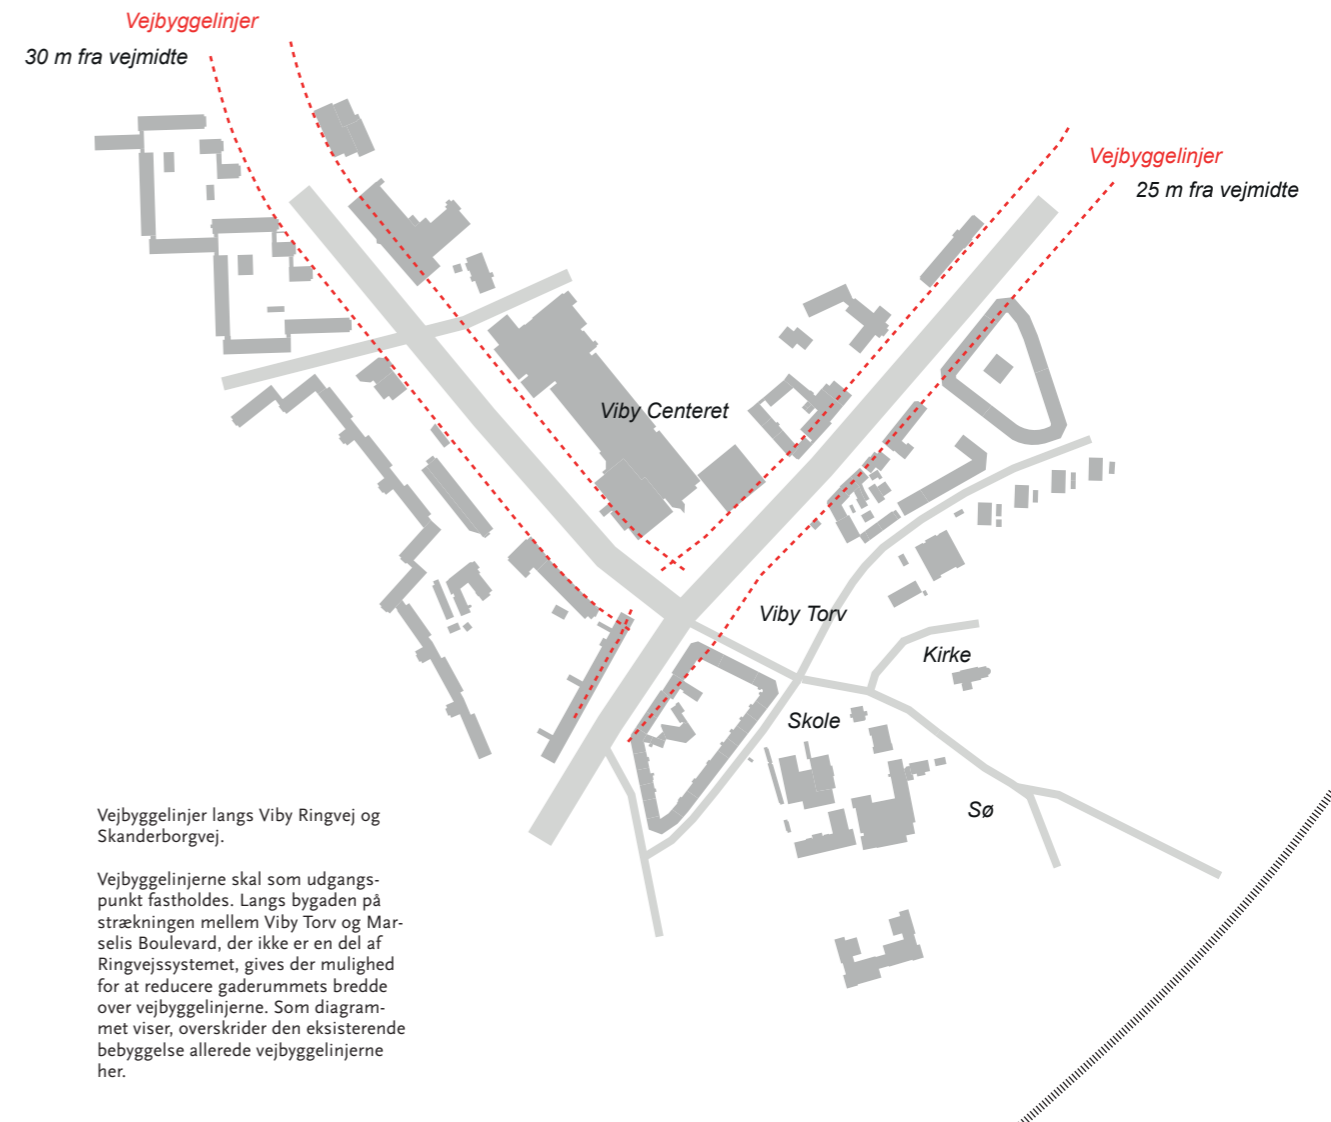 Vejbyggelinjer
30 m fra vejmidte
Vejbyggelinjer
25 m fra vejmidte
Viby Centeret
Viby Torv
Kirke
Skole
Sø
Vejbyggelinjer langs Viby Ringvej og
Skanderborgvej.
Vejbyggelinjerne skal som udgangs-
punkt fastholdes. Langs bygaden på
strækningen mellem Viby Torv og Mar-
selis Boulevard, der ikke er en del af
Ringvejssystemet, gives der mulighed
for at reducere gaderummets bredde
over vejbyggelinjerne. Som diagram-
met viser, overskrider den eksisterende
bebyggelse allerede vejbyggelinjerne
her.